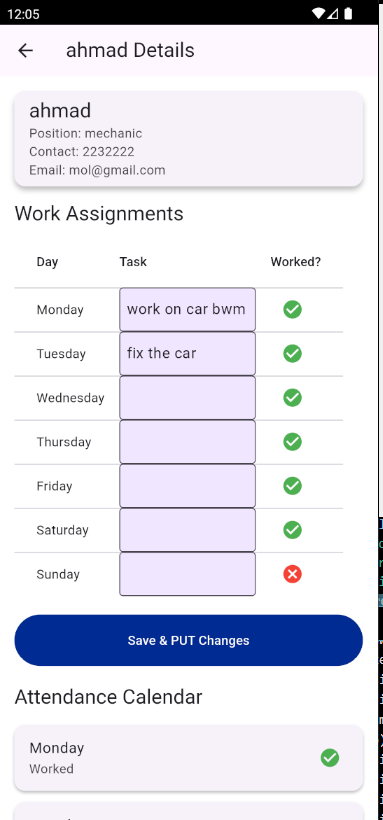 12:05
ahmad Details
ahmad
Position: mechanic
Contact: 2232222
Email: mol@gmail.com
Work Assignments
Day Task Worked?
Monday work on car bwm
Tuesday fix the car
Wednesday
Thursday
Friday
Saturday
Sunday
Save & PUT Changes
Attendance Calendar
Monday
Worked